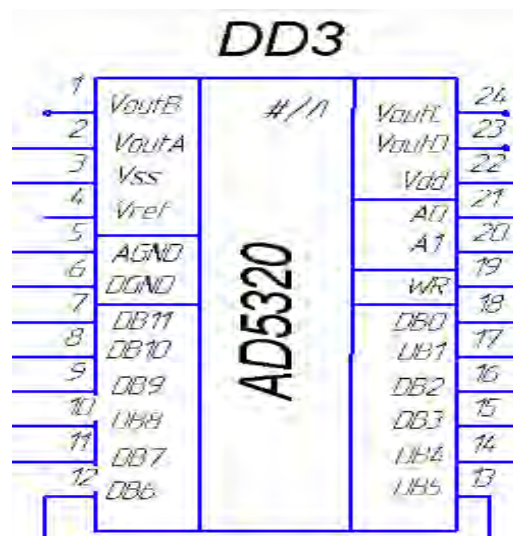 DD3
1 VoutB #/Λ VoutC 24
2 VoutA VoutD 23
3 Vss Vdd 22
4 Vref A0 21
5 AGND A1 20
6 DGND WR 19
7 DB11 DB0 18
8 DB10 DB1 17
9 DB9 DB2 16
10 DB8 DB3 15
11 DB7 DB4 14
12 DB6 DB5 13
AD5320